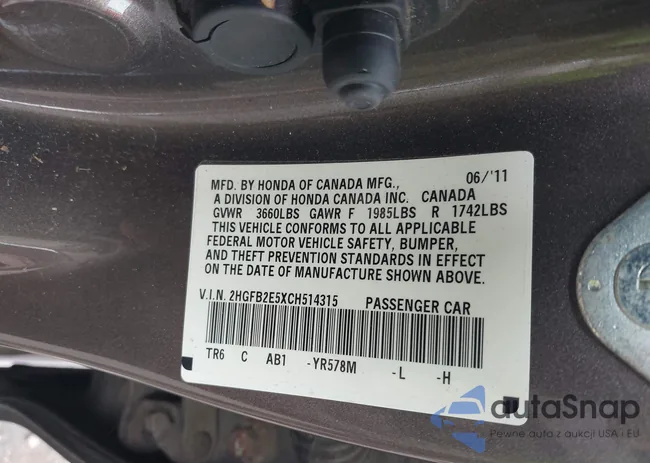 MFD. BY HONDA OF CANADA MFG., 06/'11
A DIVISION OF HONDA CANADA INC. CANADA
GVWR 3660LBS GAWR F 1985LBS R 1742LBS
THIS VEHICLE CONFORMS TO ALL APPLICABLE
FEDERAL MOTOR VEHICLE SAFETY, BUMPER,
AND THEFT PREVENTION STANDARDS IN EFFECT
ON THE DATE OF MANUFACTURE SHOWN ABOVE.
V.I.N. 2HGFB2E5XCH514315 PASSENGER CAR
TR6 C AB1 -YR578M -L -H
autoSnap
Pewne auta z aukcji USA i EU